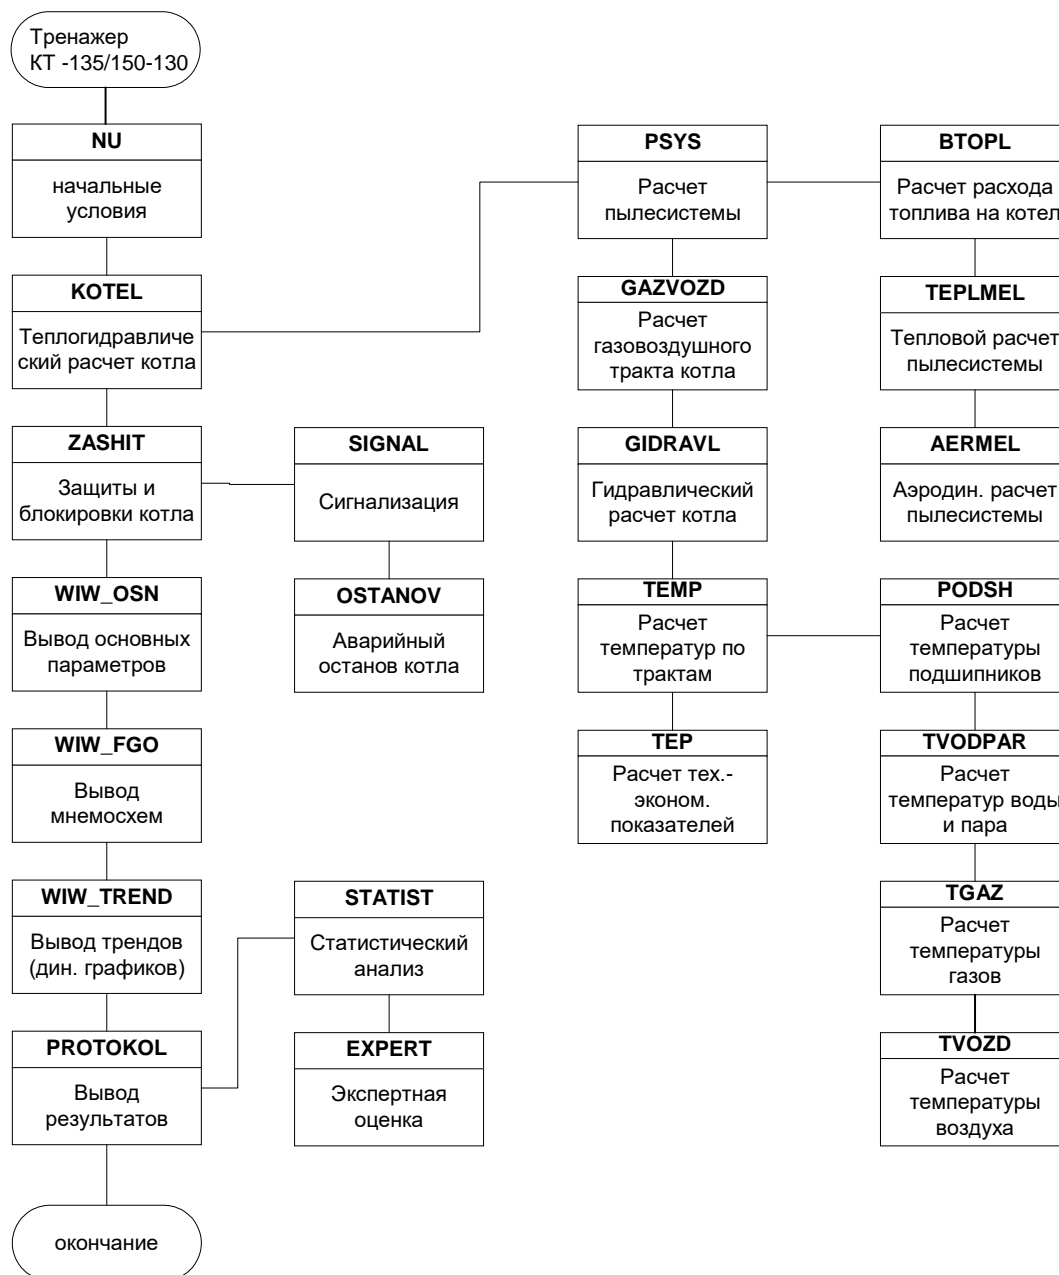 Тренажер
КТ -135/150-130
NU
начальные
условия
KOTEL
Теплогидравличе
ский расчет котла
ZASHIT
Защиты и
блокировки котла
WIW_OSN
Вывод основных
параметров
WIW_FGO
Вывод
мнемосхем
WIW_TREND
Вывод трендов
(дин. графиков)
PROTOKOL
Вывод
результатов
окончание
SIGNAL
Сигнализация
OSTANOV
Аварийный
останов котла
STATIST
Статистический
анализ
EXPERT
Экспертная
оценка
PSYS
Расчет
пылесистемы
GAZVOZD
Расчет
газовоздушного
тракта котла
GIDRAVL
Гидравлический
расчет котла
TEMP
Расчет
температур по
трактам
TEP
Расчет тех.-
эконом.
показателей
BTOPL
Расчет расхода
топлива на котел
TEPLMEL
Тепловой расчет
пылесистемы
AERMEL
Аэродин. расчет
пылесистемы
PODSH
Расчет
температуры
подшипников
TVODPAR
Расчет
температур воды
и пара
TGAZ
Расчет
температуры
газов
TVOZD
Расчет
температуры
воздуха